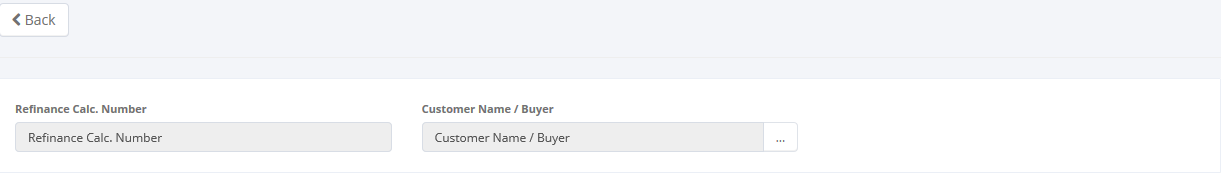 Back
Refinance Calc. Number
Customer Name / Buyer
Refinance Calc. Number
Customer Name / Buyer
...